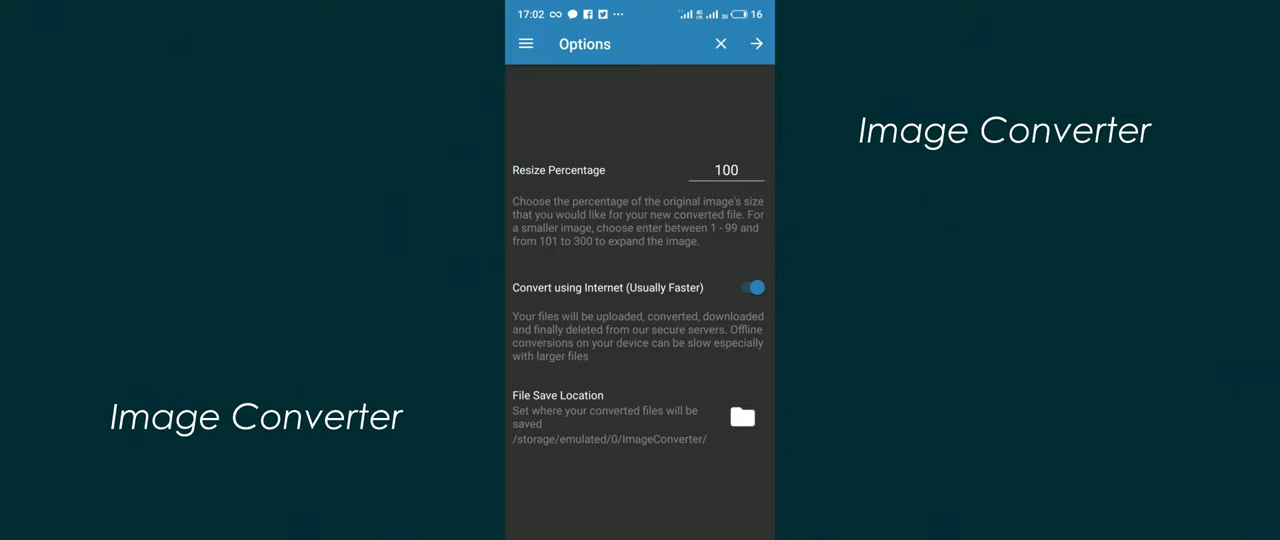 17:02 16
Options
Image Converter
Resize Percentage 100
Choose the percentage of the original image's size
that you would like for your new converted file. For
a smaller image, choose enter between 1 - 99 and
from 101 to 300 to expand the image.
Convert using Internet (Usually Faster)
Your files will be uploaded, converted, downloaded
and finally deleted from our secure servers. Offline
conversions on your device can be slow especially
with larger files
File Save Location
Set where your converted files will be
saved
/storage/emulated/0/ImageConverter/
Image Converter